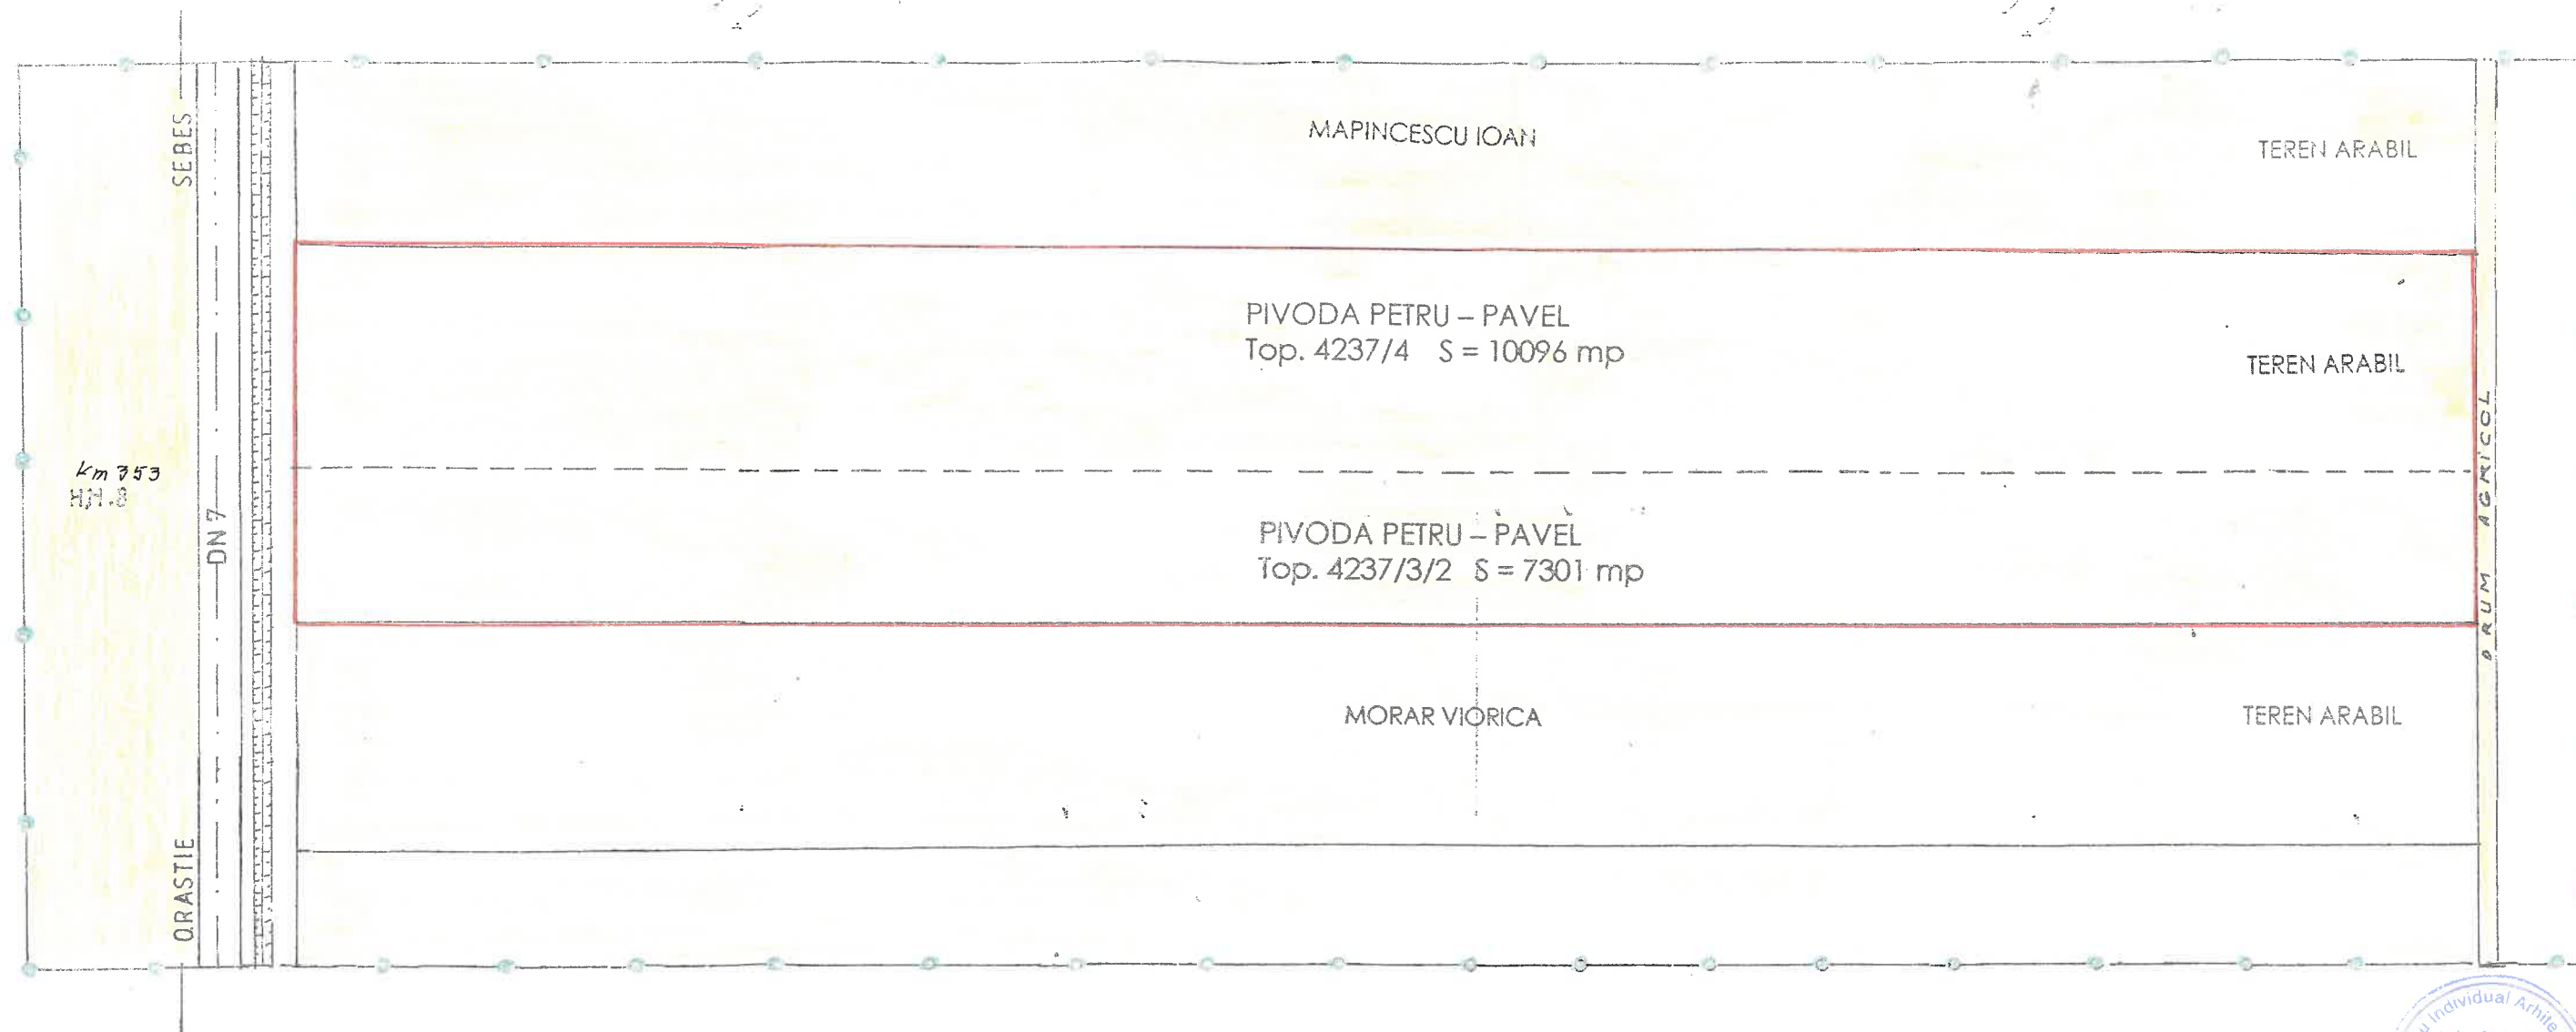 SEBES
MAPINCESCU IOAN
TEREN ARABIL
PIVODA PETRU – PAVEL
Top. 4237/4 S = 10096 mp
TEREN ARABIL
Km 353
DN 7
PIVODA PETRU – PAVEL
Top. 4237/3/2 S = 7301 mp
DRUM AGRICOL
MORAR VIORICA
TEREN ARABIL
ORASTIE
Individual